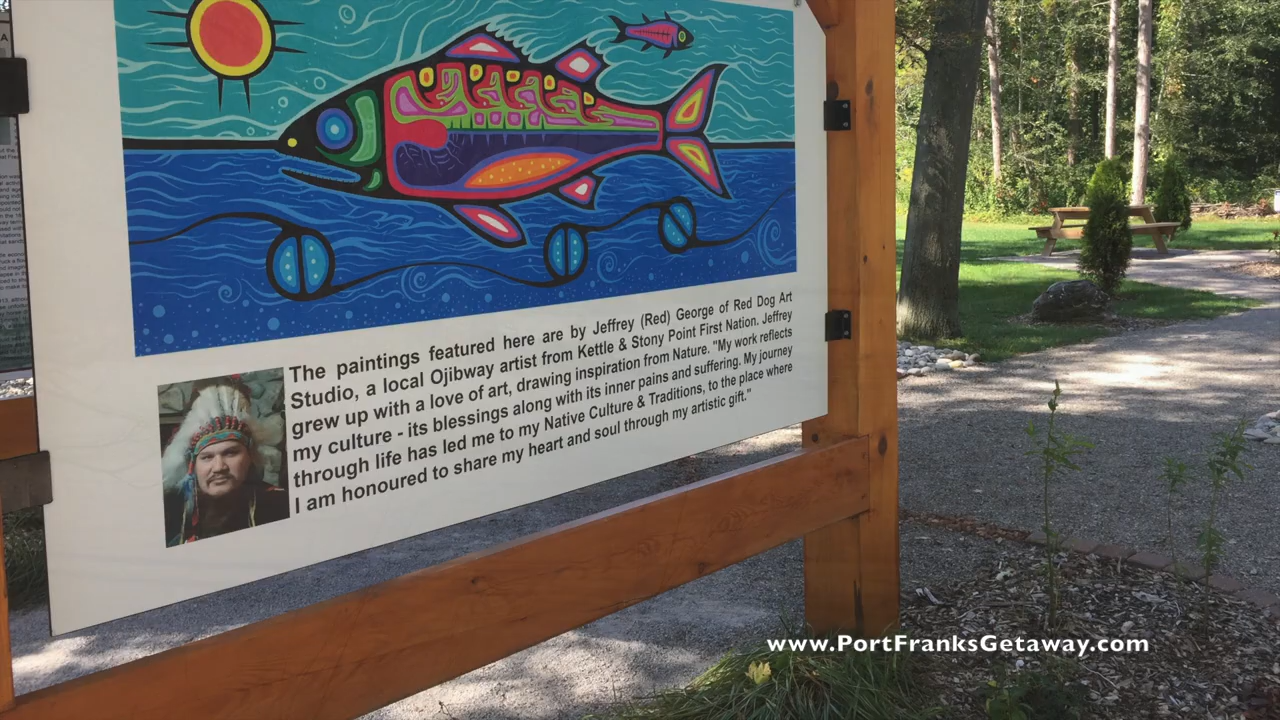 The paintings featured here are by Jeffrey (Red) George of Red Dog Art
Studio, a local Ojibway artist from Kettle & Stony Point First Nation. Jeffrey
grew up with a love of art, drawing inspiration from Nature. "My work reflects
my culture - its blessings along with its inner pains and suffering. My journey
through life has led me to my Native Culture & Traditions, to the place where
I am honoured to share my heart and soul through my artistic gift."
www.PortFranksGetaway.com